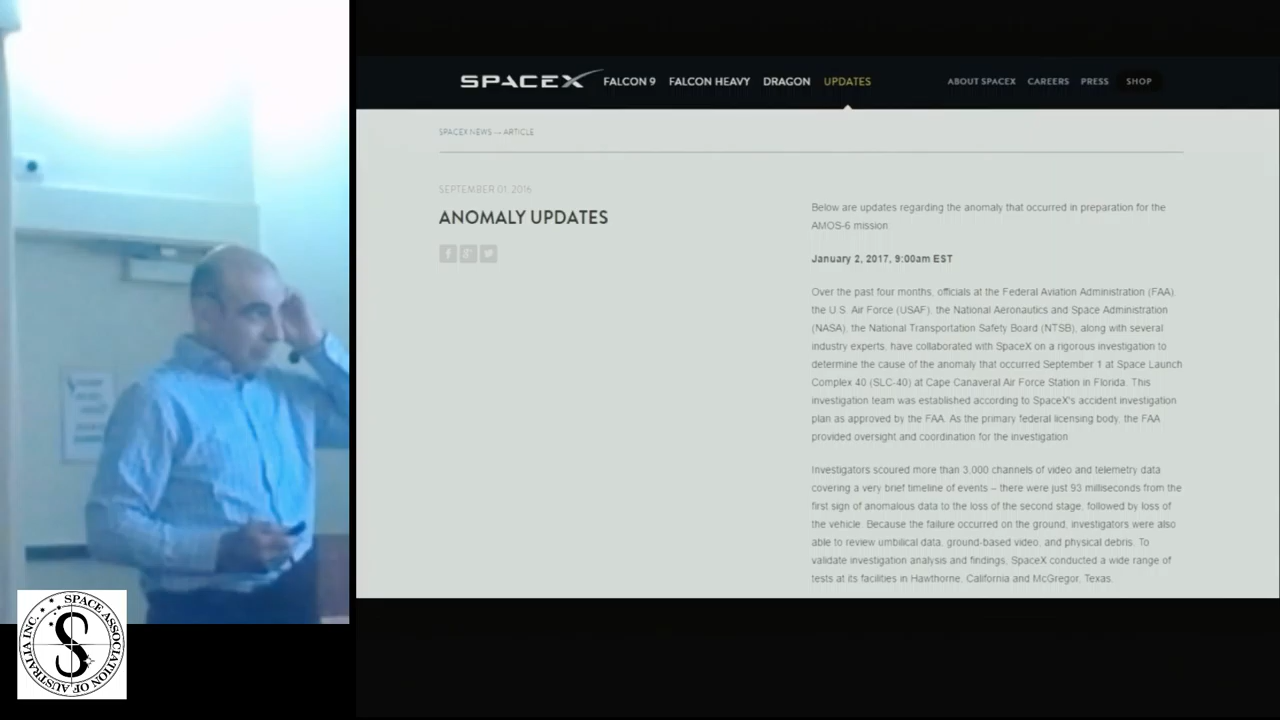 SPACEX FALCON 9 FALCON HEAVY DRAGON UPDATES ABOUT SPACEX CAREERS PRESS SHOP
SPACEX NEWS → ARTICLE
SEPTEMBER 01, 2016
ANOMALY UPDATES
Below are updates regarding the anomaly that occurred in preparation for the
AMOS-6 mission
January 2, 2017, 9:00am EST
Over the past four months, officials at the Federal Aviation Administration (FAA)
the U.S. Air Force (USAF), the National Aeronautics and Space Administration
(NASA), the National Transportation Safety Board (NTSB), along with several
industry experts, have collaborated with SpaceX on a rigorous investigation to
determine the cause of the anomaly that occurred September 1 at Space Launch
Complex 40 (SLC-40) at Cape Canaveral Air Force Station in Florida. This
investigation team was established according to SpaceX's accident investigation
plan as approved by the FAA. As the primary federal licensing body, the FAA
provided oversight and coordination for the investigation
Investigators scoured more than 3,000 channels of video and telemetry data
covering a very brief timeline of events – there were just 93 milliseconds from the
first sign of anomalous data to the loss of the second stage, followed by loss of
the vehicle. Because the failure occurred on the ground, investigators were also
able to review umbilical data, ground-based video, and physical debris. To
validate investigation analysis and findings, SpaceX conducted a wide range of
tests at its facilities in Hawthorne, California and McGregor, Texas.
SPACE ASSOCIATION OF AUSTRALIA INC.
S